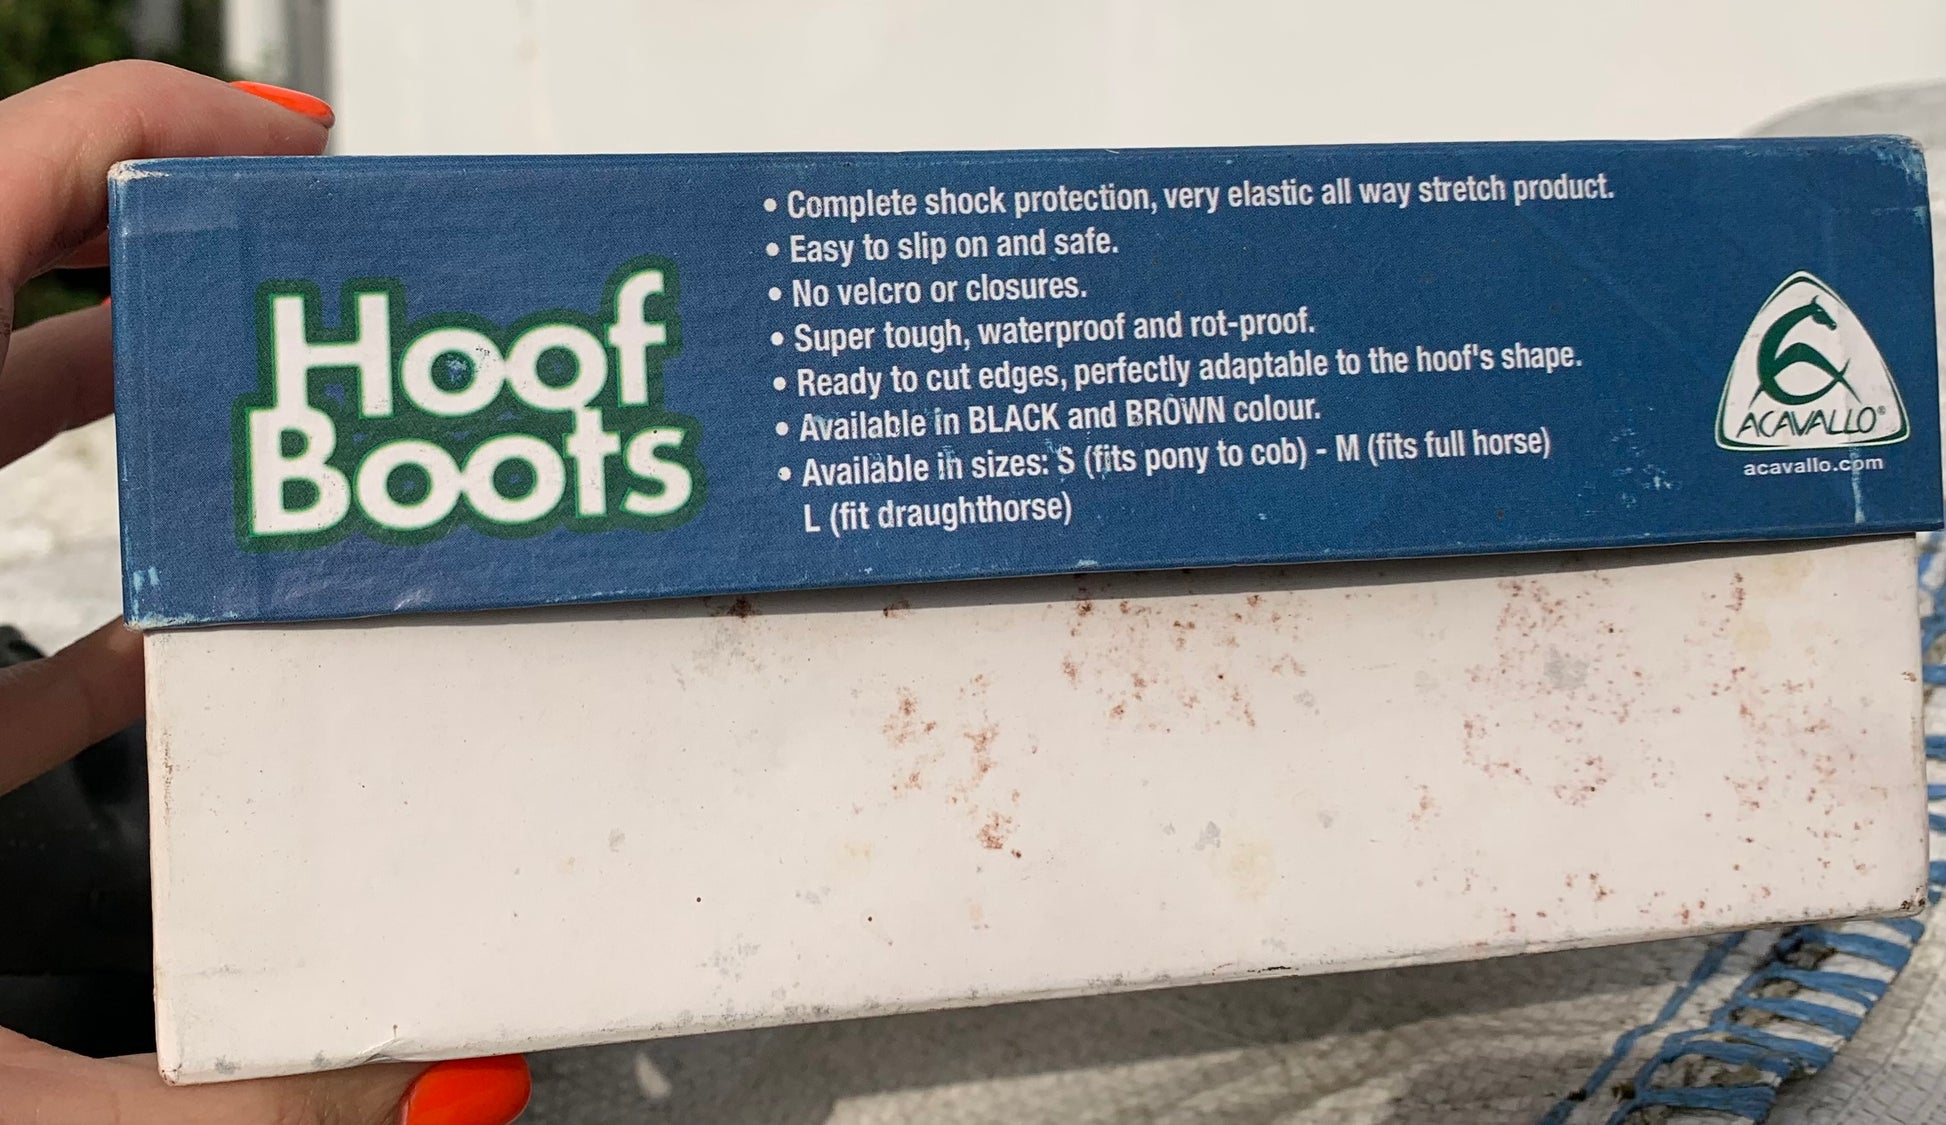 Hoof
Boots
• Complete shock protection, very elastic all way stretch product.
• Easy to slip on and safe.
• No velcro or closures.
• Super tough, waterproof and rot-proof.
• Ready to cut edges, perfectly adaptable to the hoof's shape.
• Available in BLACK and BROWN colour.
• Available in sizes: S (fits pony to cob) - M (fits full horse)
L (fit draughthorse)
ACAVALLO®
acavallo.com